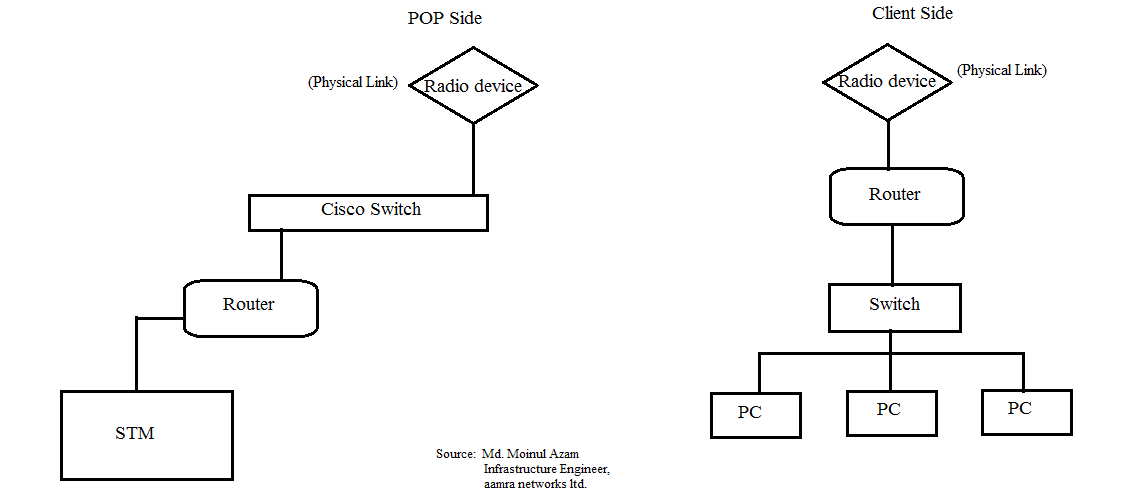 POP Side
Client Side
(Physical Link)
Radio device
Radio device
(Physical Link)
Cisco Switch
Router
Router
Switch
STM
PC
PC
PC
Source: Md. Moinul Azam
Infrastructure Engineer,
aamra networks ltd.